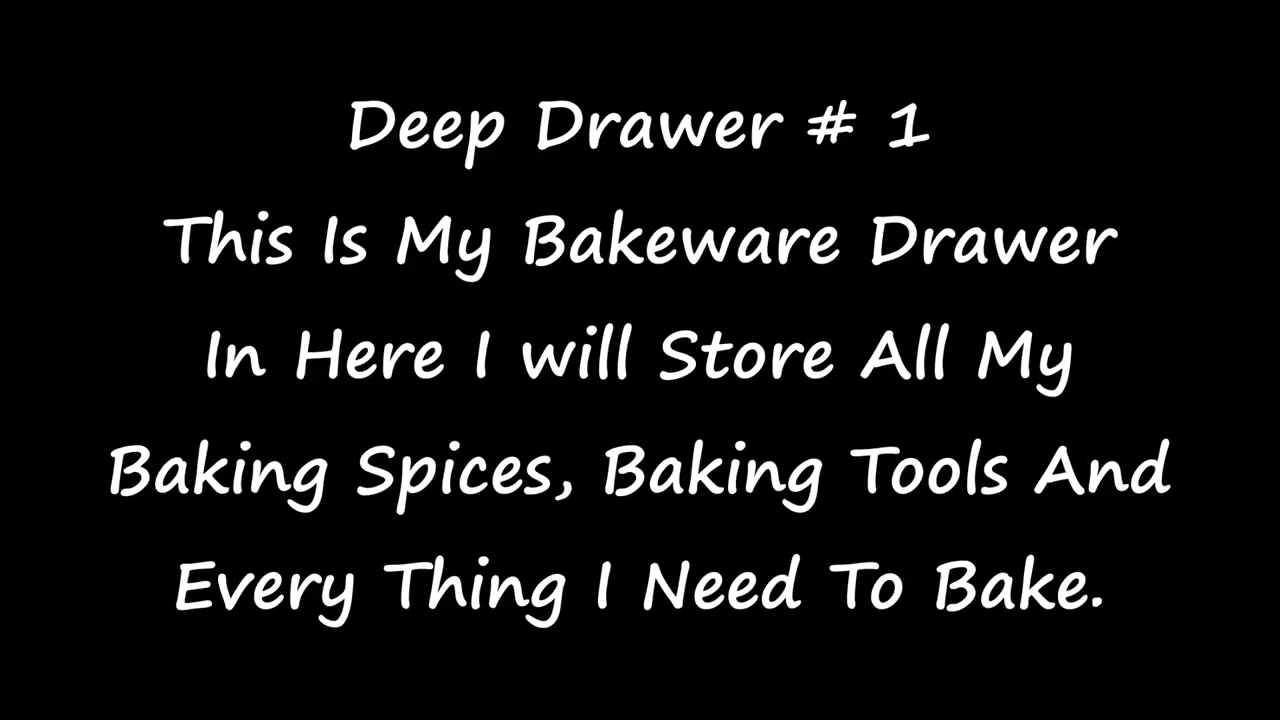 Deep Drawer # 1
This Is My Bakeware Drawer
In Here I will Store All My
Baking Spices, Baking Tools And
Every Thing I Need To Bake.